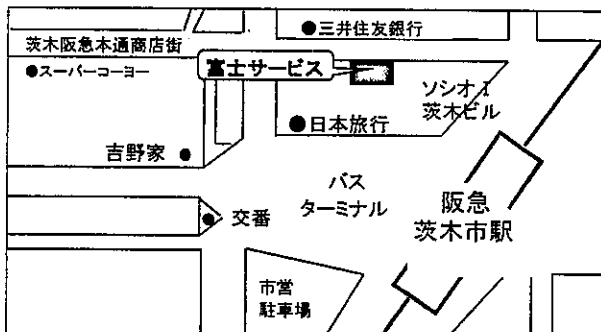 ●三井住友銀行
茨木阪急本通商店街
●スーパーコーヨー
富士サービス
ソシオⅠ
茨木ビル
●日本旅行
吉野家 ●
バス
ターミナル
阪急
茨木市駅
● 交番
市営
駐車場